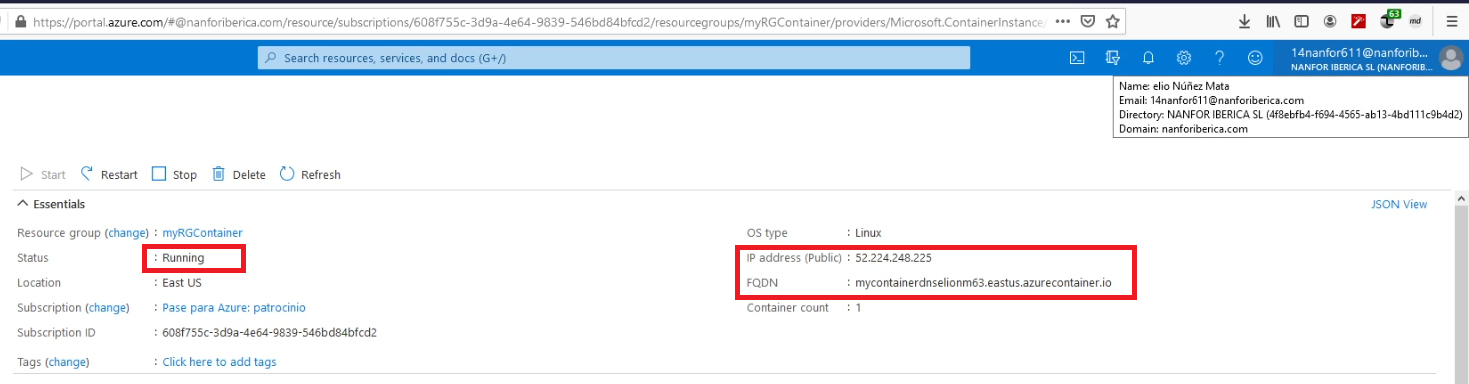 https://portal.azure.com/#@nanforiberica.com/resource/subscriptions/608f755c-3d9a-4e64-9839-546bd84bfcd2/resourcegroups/myRGContainer/providers/Microsoft.ContainerInstance/
63
md
Search resources, services, and docs (G+/)
14nanfor611@nanforib...
NANFOR IBERICA SL (NANFORIB...
Name: elio Núñez Mata
Email: 14nanfor611@nanforiberica.com
Directory: NANFOR IBERICA SL (4f8ebfb4-f694-4565-ab13-4bd111c9b4d2)
Domain: nanforiberica.com
Start Restart Stop Delete Refresh
Essentials JSON View
Resource group (change) : myRGContainer OS type : Linux
Status : Running IP address (Public) : 52.224.248.225
Location : East US FQDN : mycontainerdnselionm63.eastus.azurecontainer.io
Subscription (change) : Pase para Azure: patrocinio Container count : 1
Subscription ID : 608f755c-3d9a-4e64-9839-546bd84bfcd2
Tags (change) : Click here to add tags